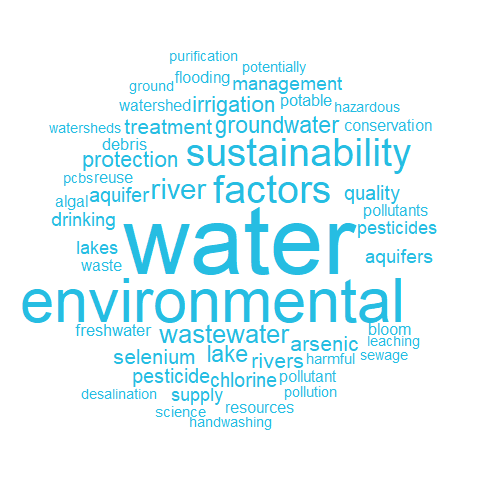 purification
potentially
ground flooding management
watershed irrigation potable hazardous
watersheds treatment groundwater conservation
debris protection sustainability
pcbs reuse
algal aquifer river factors quality
drinking pollutants
water pesticides
lakes aquifers
waste
environmental
freshwater wastewater bloom
arsenic leaching
selenium lake rivers harmful sewage
pesticide chlorine pollutant
desalination supply pollution
science resources
handwashing